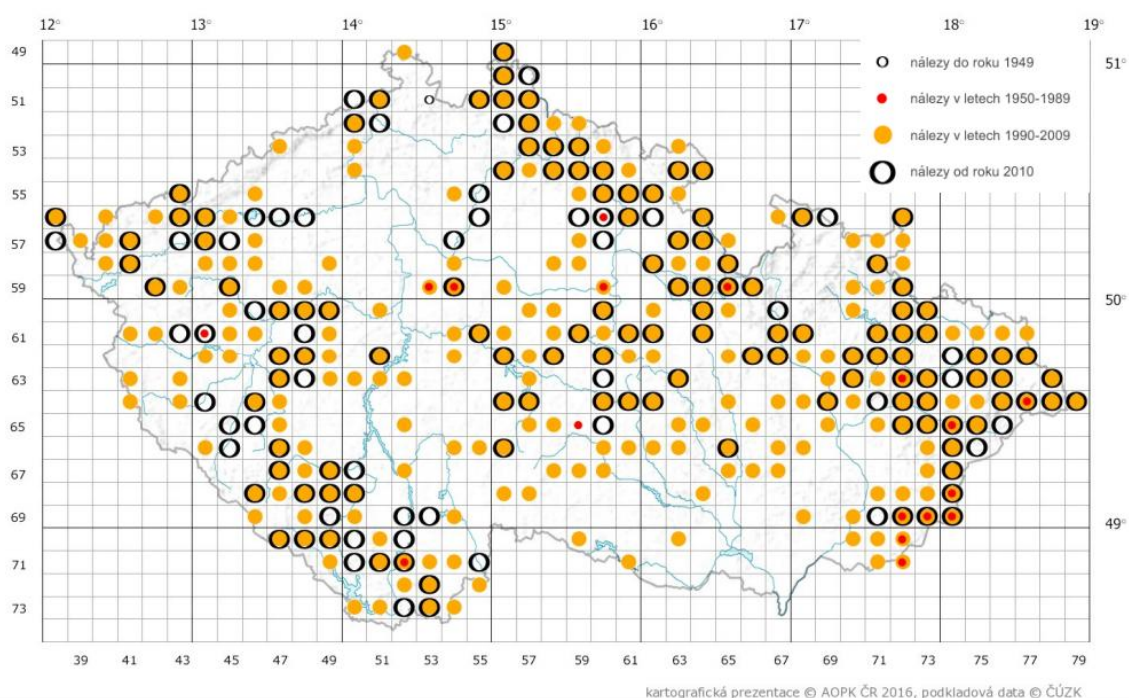 12° 13° 14° 15° 16° 17° 18° 19°
49
51°
nálezy do roku 1949
51
nálezy v letech 1950-1989
nálezy v letech 1990-2009
53
nálezy od roku 2010
55
57
59
50°
61
63
65
67
69
49°
71
73
39 41 43 45 47 49 51 53 55 57 59 61 63 65 67 69 71 73 75 77 79
kartografická prezentace © AOPK ČR 2016, podkladová data © ČÚZK